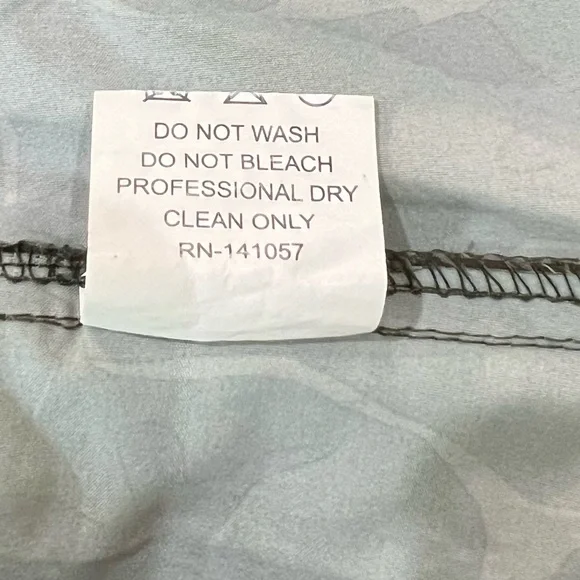 DO NOT WASH
DO NOT BLEACH
PROFESSIONAL DRY
CLEAN ONLY
RN-141057